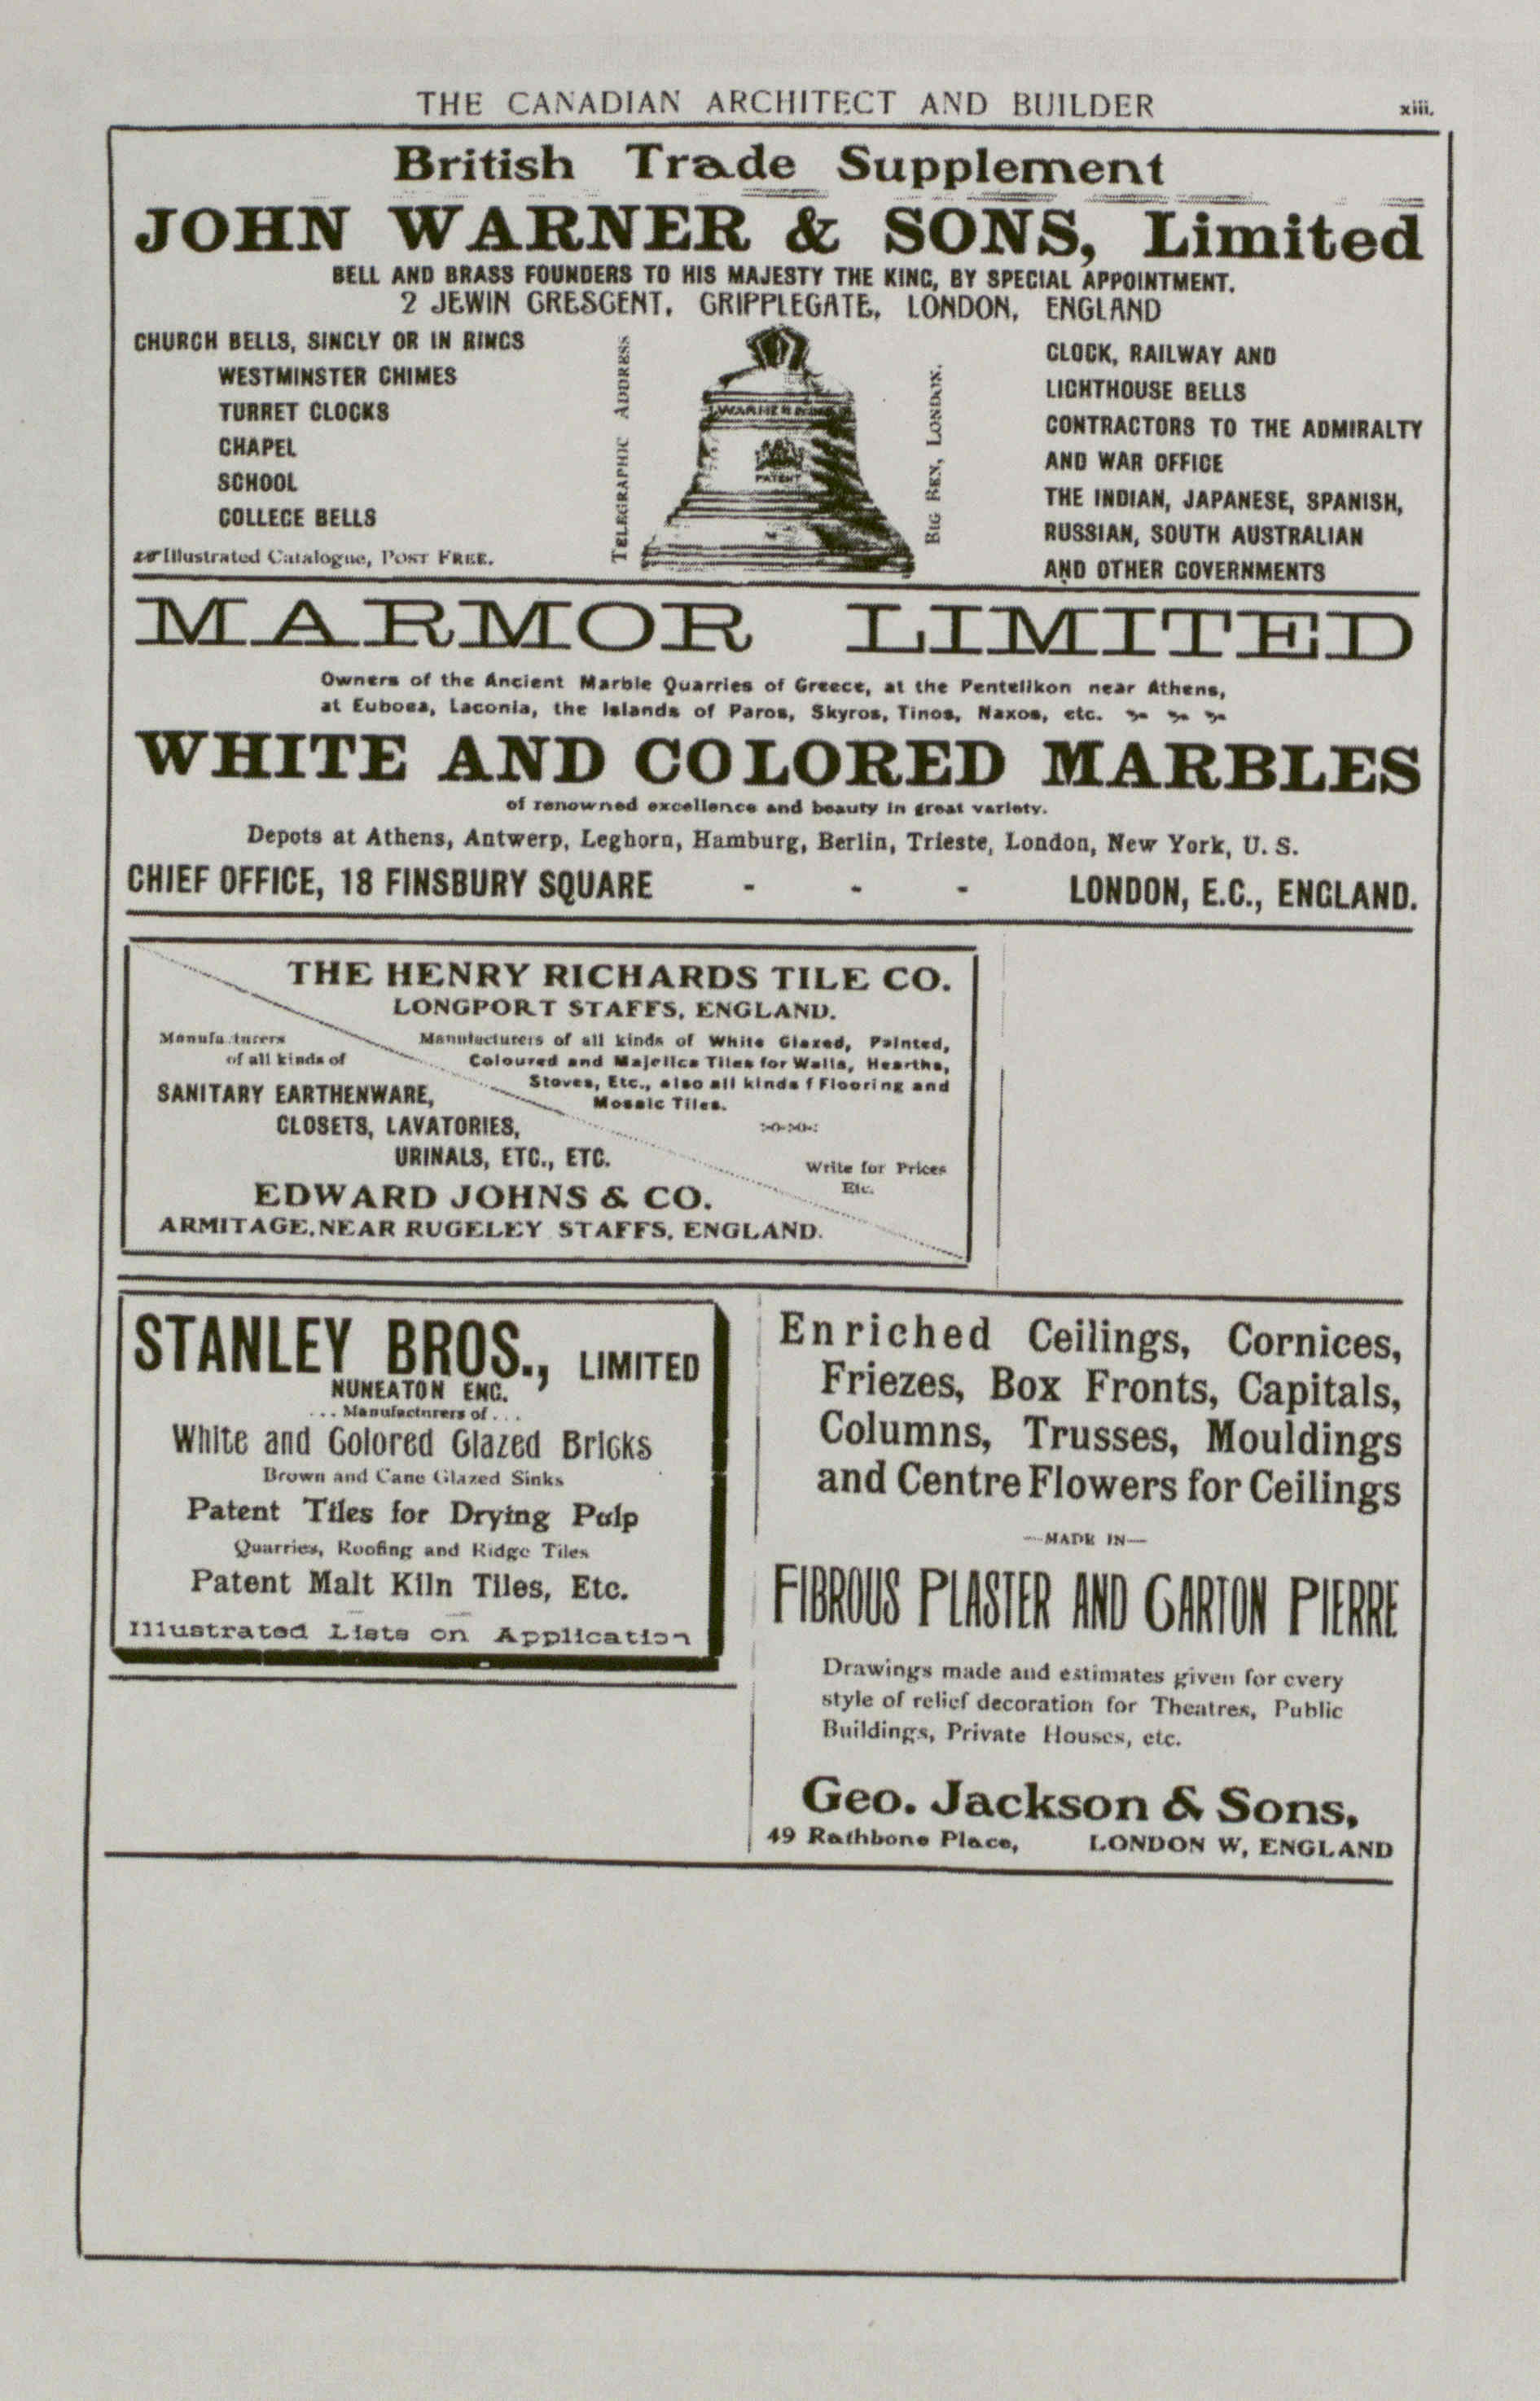 THE CANADIAN ARCHITECT AND BUILDER xiii.
British Trade Supplement
JOHN WARNER & SONS, Limited
BELL AND BRASS FOUNDERS TO HIS MAJESTY THE KING, BY SPECIAL APPOINTMENT.
2 JEWIN CRESCENT, CRIPPLEGATE, LONDON, ENGLAND
CHURCH BELLS, SINGLY OR IN RINGS
WESTMINSTER CHIMES
TURRET CLOCKS
CHAPEL
SCHOOL
COLLEGE BELLS
Illustrated Catalogue, POST FREE.
TELEGRAPHIC ADDRESS
WARNER
PATENT
BIG BEN, LONDON.
CLOCK, RAILWAY AND
LIGHTHOUSE BELLS
CONTRACTORS TO THE ADMIRALTY
AND WAR OFFICE
THE INDIAN, JAPANESE, SPANISH,
RUSSIAN, SOUTH AUSTRALIAN
AND OTHER GOVERNMENTS
MARMOR LIMITED
Owners of the Ancient Marble Quarries of Greece, at the Pentelikon near Athens,
at Euboea, Laconia, the Islands of Paros, Skyros, Tinos, Naxos, etc.
WHITE AND COLORED MARBLES
of renowned excellence and beauty in great variety.
Depots at Athens, Antwerp, Leghorn, Hamburg, Berlin, Trieste, London, New York, U. S.
CHIEF OFFICE, 18 FINSBURY SQUARE - - - LONDON, E.C., ENGLAND.
THE HENRY RICHARDS TILE CO.
LONGPORT STAFFS, ENGLAND.
Manufacturers of all kinds of White Glazed, Painted,
Coloured and Majolica Tiles for Walls, Hearths,
Stoves, Etc., also all kinds f Flooring and
Mosaic Tiles.
Write for Prices
Etc.
Manufa turers
of all kinds of
SANITARY EARTHENWARE,
CLOSETS, LAVATORIES,
URINALS, ETC., ETC.
EDWARD JOHNS & CO.
ARMITAGE, NEAR RUGELEY STAFFS, ENGLAND.
STANLEY BROS., LIMITED
NUNEATON ENG.
... Manufacturers of ...
White and Colored Glazed Bricks
Brown and Cane Glazed Sinks
Patent Tiles for Drying Pulp
Quarries, Roofing and Ridge Tiles
Patent Malt Kiln Tiles, Etc.
Illustrated Lists on Application
Enriched Ceilings, Cornices,
Friezes, Box Fronts, Capitals,
Columns, Trusses, Mouldings
and Centre Flowers for Ceilings
—MADE IN—
FIBROUS PLASTER AND CARTON PIERRE
Drawings made and estimates given for every
style of relief decoration for Theatres, Public
Buildings, Private Houses, etc.
Geo. Jackson & Sons,
49 Rathbone Place, LONDON W, ENGLAND